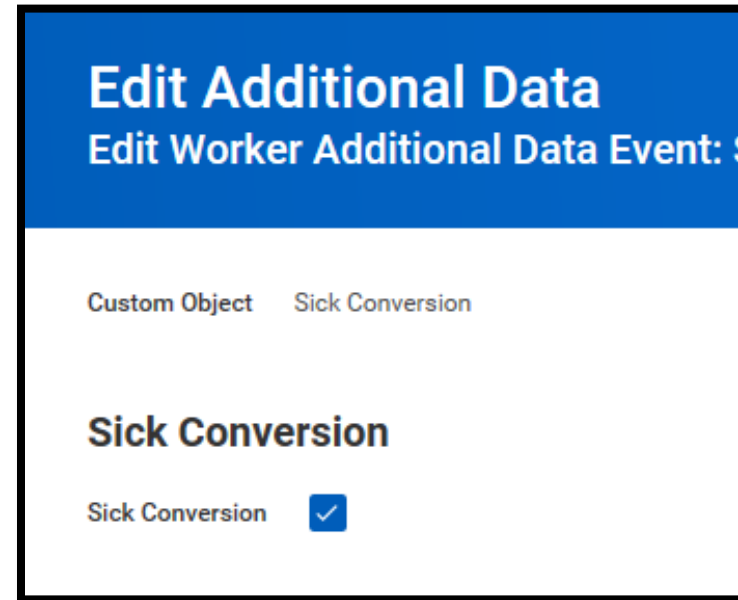 Edit Additional Data
Edit Worker Additional Data Event:
Custom Object Sick Conversion
Sick Conversion
Sick Conversion